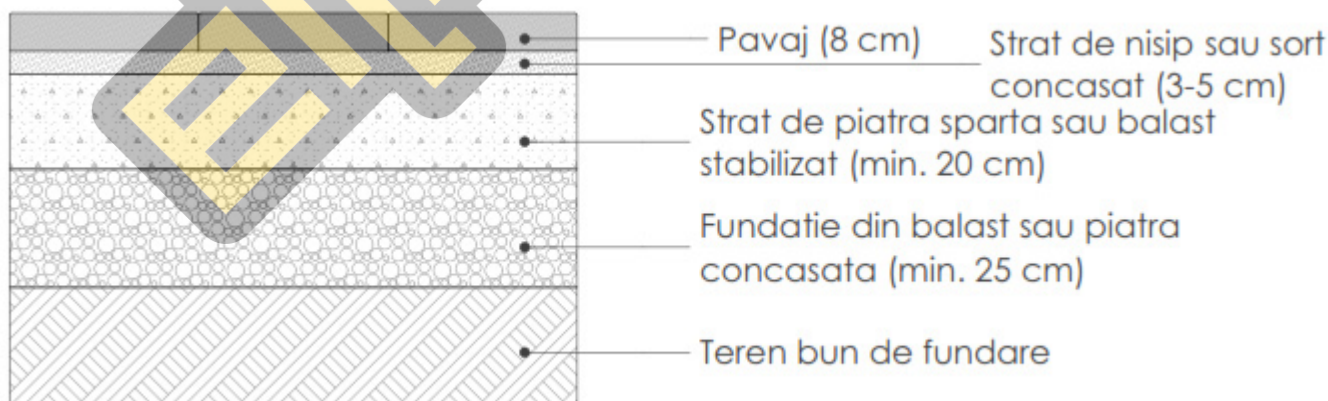 Pavaj (8 cm)
Strat de nisip sau sort
concasat (3-5 cm)
Strat de piatra sparta sau balast
stabilizat (min. 20 cm)
Fundatie din balast sau piatra
concasata (min. 25 cm)
Teren bun de fundare